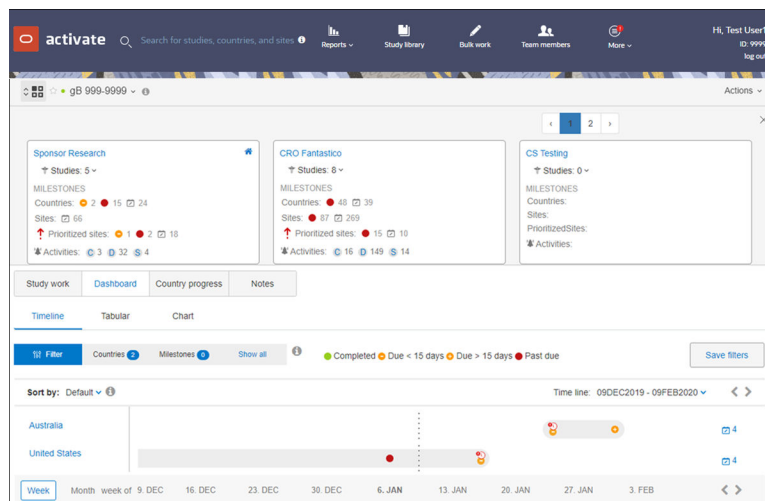 activate
Search for studies, countries, and sites
Reports
Study library
Bulk work
Team members
More
Hi, Test User1
ID: 9999
log out
gB 999-9999
Actions
‹ 1 2 ›
Sponsor Research
Studies: 5
MILESTONES
Countries: 2 15 24
Sites: 66
Prioritized sites: 1 2 18
Activities: C 3 D 32 S 4
CRO Fantastico
Studies: 8
MILESTONES
Countries: 48 39
Sites: 87 269
Prioritized sites: 15 10
Activities: C 16 D 149 S 14
CS Testing
Studies: 0
MILESTONES
Countries:
Sites:
PrioritizedSites:
Activities:
Study work Dashboard Country progress Notes
Timeline Tabular Chart
Filter Countries 2 Milestones 0 Show all
Completed Due < 15 days Due > 15 days Past due
Save filters
Sort by: Default
Time line: 09DEC2019 - 09FEB2020
Australia 4
United States 4
Week Month week of 9. DEC 16. DEC 23. DEC 30. DEC 6. JAN 13. JAN 20. JAN 27. JAN 3. FEB